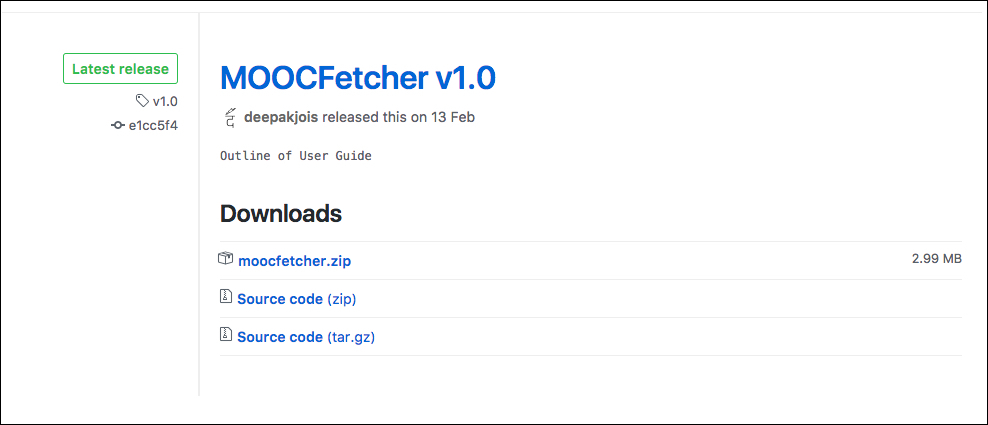 Latest release
v1.0
e1cc5f4
MOOCFetcher v1.0
deepakjois released this on 13 Feb
Outline of User Guide
Downloads
moocfetcher.zip 2.99 MB
Source code (zip)
Source code (tar.gz)